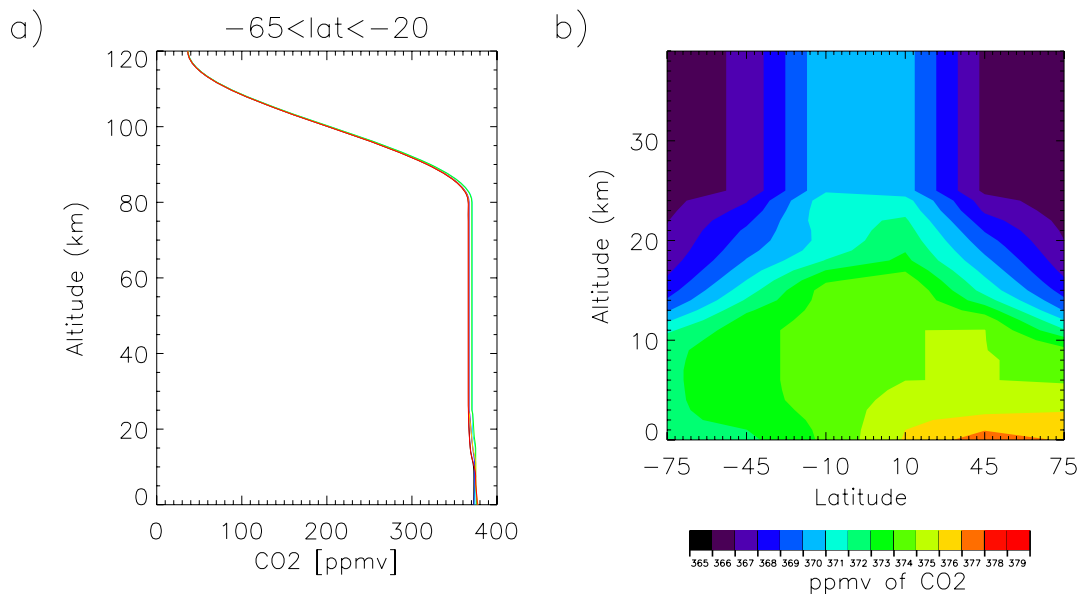 a)
−65<lat<−20
120
100
80
60
40
20
0
Altitude (km)
0 100 200 300 400
CO2 [ppmv]
b)
30
20
10
0
Altitude (km)
−75 −45 −10 10 45 75
Latitude
365 366 367 368 369 370 371 372 373 374 375 376 377 378 379
ppmv of CO2